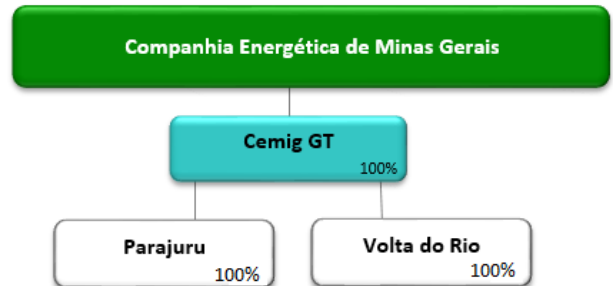 Companhia Energética de Minas Gerais
Cemig GT
100%
Parajuru
100%
Volta do Rio
100%